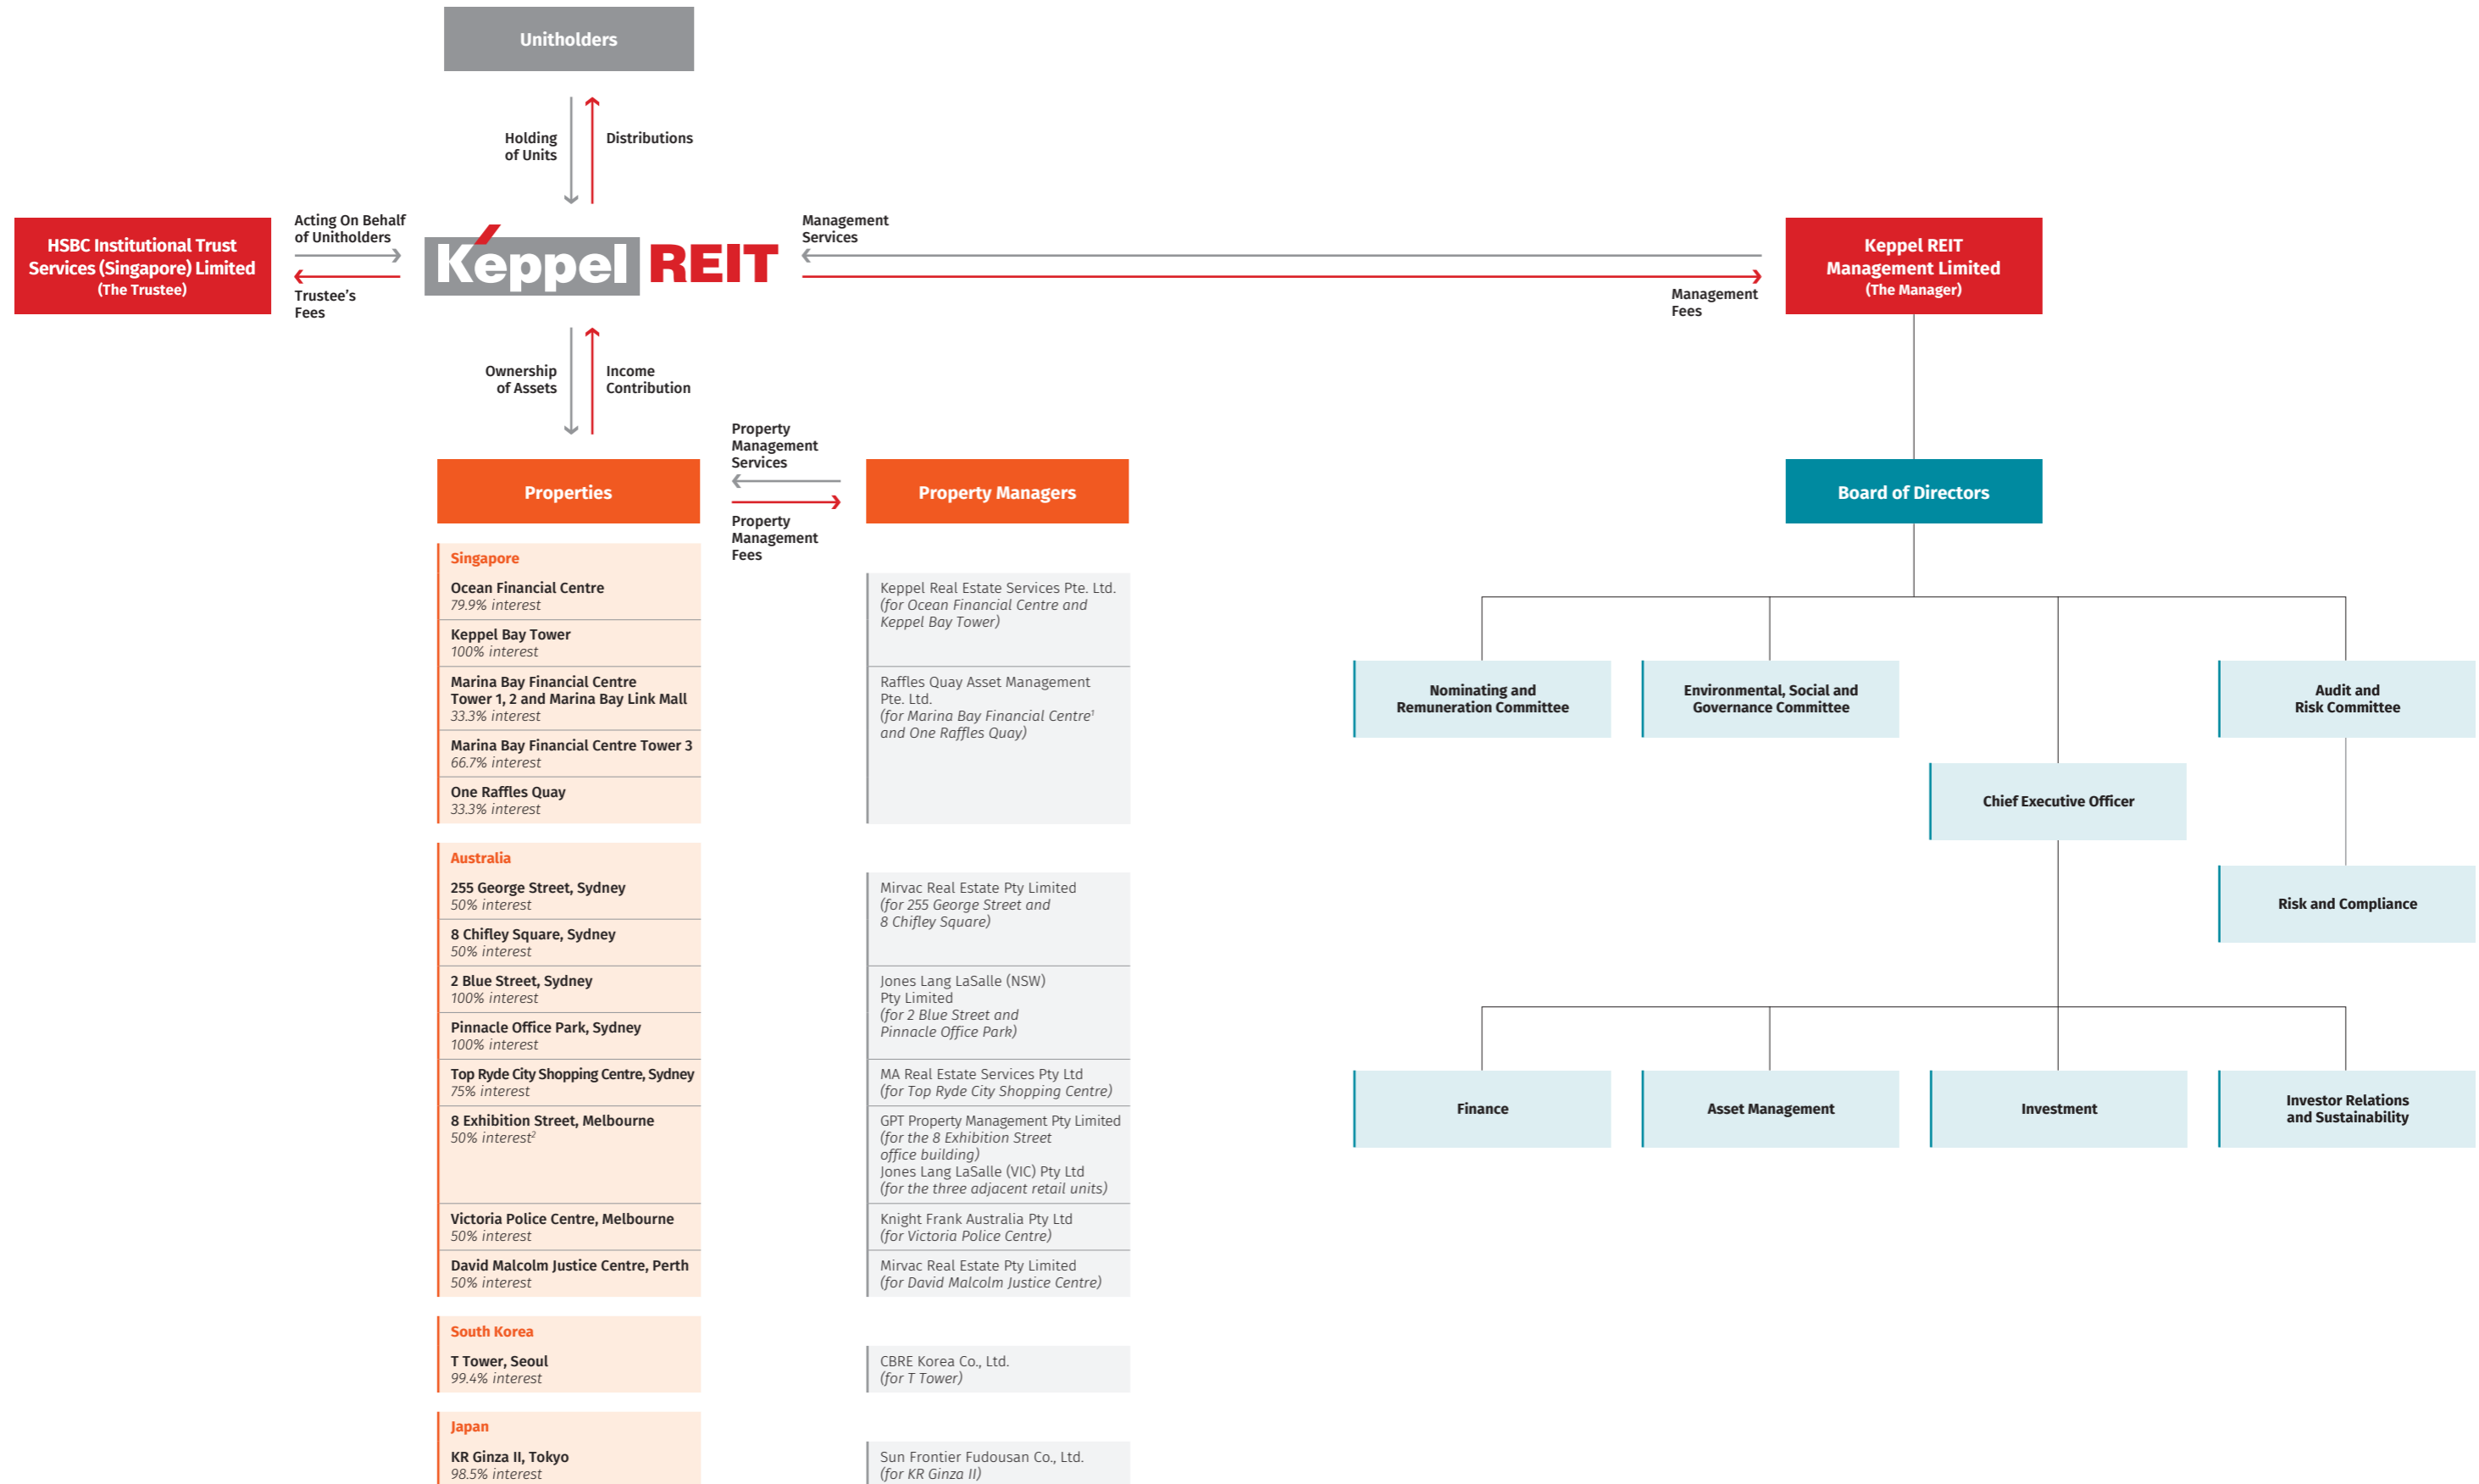 Unitholders
Holding
of Units
Distributions
HSBC Institutional Trust
Services (Singapore) Limited
(The Trustee)
Acting On Behalf
of Unitholders
Trustee's
Fees
Keppel REIT
Management
Services
Management
Fees
Keppel REIT
Management Limited
(The Manager)
Ownership
of Assets
Income
Contribution
Properties
Property
Management
Services
Property
Management
Fees
Property Managers
Singapore
Ocean Financial Centre
79.9% interest
Keppel Bay Tower
100% interest
Marina Bay Financial Centre
Tower 1, 2 and Marina Bay Link Mall
33.3% interest
Marina Bay Financial Centre Tower 3
66.7% interest
One Raffles Quay
33.3% interest
Keppel Real Estate Services Pte. Ltd.
(for Ocean Financial Centre and
Keppel Bay Tower)
Raffles Quay Asset Management
Pte. Ltd.
(for Marina Bay Financial Centre¹
and One Raffles Quay)
Australia
255 George Street, Sydney
50% interest
8 Chifley Square, Sydney
50% interest
2 Blue Street, Sydney
100% interest
Pinnacle Office Park, Sydney
100% interest
Top Ryde City Shopping Centre, Sydney
75% interest
8 Exhibition Street, Melbourne
50% interest²
Victoria Police Centre, Melbourne
50% interest
David Malcolm Justice Centre, Perth
50% interest
Mirvac Real Estate Pty Limited
(for 255 George Street and
8 Chifley Square)
Jones Lang LaSalle (NSW)
Pty Limited
(for 2 Blue Street and
Pinnacle Office Park)
MA Real Estate Services Pty Ltd
(for Top Ryde City Shopping Centre)
GPT Property Management Pty Limited
(for the 8 Exhibition Street
office building)
Jones Lang LaSalle (VIC) Pty Ltd
(for the three adjacent retail units)
Knight Frank Australia Pty Ltd
(for Victoria Police Centre)
Mirvac Real Estate Pty Limited
(for David Malcolm Justice Centre)
South Korea
T Tower, Seoul
99.4% interest
CBRE Korea Co., Ltd.
(for T Tower)
Japan
KR Ginza II, Tokyo
98.5% interest
Sun Frontier Fudousan Co., Ltd.
(for KR Ginza II)
Board of Directors
Nominating and
Remuneration Committee
Environmental, Social and
Governance Committee
Audit and
Risk Committee
Chief Executive Officer
Risk and Compliance
Finance
Asset Management
Investment
Investor Relations
and Sustainability